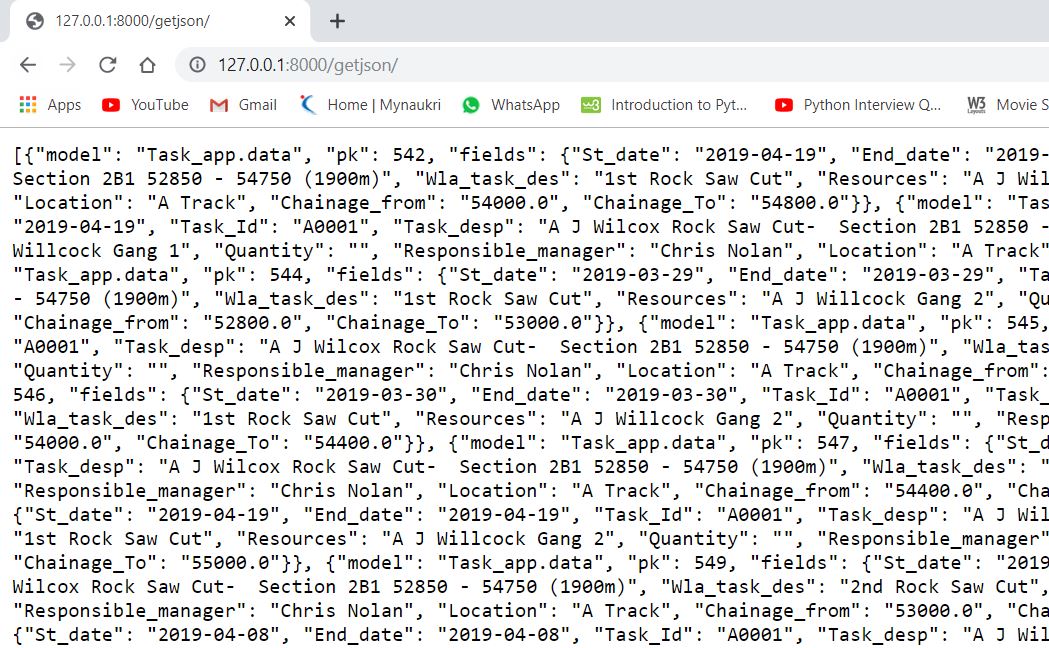 127.0.0.1:8000/getjson/
127.0.0.1:8000/getjson/
Apps YouTube Gmail Home | Mynaukri WhatsApp w3 Introduction to Pyt... Python Interview Q... W3 Layouts Movie S
[{"model": "Task_app.data", "pk": 542, "fields": {"St_date": "2019-04-19", "End_date": "2019-
Section 2B1 52850 - 54750 (1900m)", "Wla_task_des": "1st Rock Saw Cut", "Resources": "A J Wil
"Location": "A Track", "Chainage_from": "54000.0", "Chainage_To": "54800.0"}}, {"model": "Tas
"2019-04-19", "Task_Id": "A0001", "Task_desp": "A J Wilcox Rock Saw Cut-  Section 2B1 52850 -
Willcock Gang 1", "Quantity": "", "Responsible_manager": "Chris Nolan", "Location": "A Track"
"Task_app.data", "pk": 544, "fields": {"St_date": "2019-03-29", "End_date": "2019-03-29", "Ta
- 54750 (1900m)", "Wla_task_des": "1st Rock Saw Cut", "Resources": "A J Willcock Gang 2", "Qu
"Chainage_from": "52800.0", "Chainage_To": "53000.0"}}, {"model": "Task_app.data", "pk": 545,
"A0001", "Task_desp": "A J Wilcox Rock Saw Cut-  Section 2B1 52850 - 54750 (1900m)", "Wla_tas
"Quantity": "", "Responsible_manager": "Chris Nolan", "Location": "A Track", "Chainage_from":
546, "fields": {"St_date": "2019-03-30", "End_date": "2019-03-30", "Task_Id": "A0001", "Task_
"Wla_task_des": "1st Rock Saw Cut", "Resources": "A J Willcock Gang 2", "Quantity": "", "Resp
"54000.0", "Chainage_To": "54400.0"}}, {"model": "Task_app.data", "pk": 547, "fields": {"St_d
"Task_desp": "A J Wilcox Rock Saw Cut-  Section 2B1 52850 - 54750 (1900m)", "Wla_task_des": "
"Responsible_manager": "Chris Nolan", "Location": "A Track", "Chainage_from": "54400.0", "Cha
{"St_date": "2019-04-19", "End_date": "2019-04-19", "Task_Id": "A0001", "Task_desp": "A J Wil
"1st Rock Saw Cut", "Resources": "A J Willcock Gang 2", "Quantity": "", "Responsible_manager"
"Chainage_To": "55000.0"}}, {"model": "Task_app.data", "pk": 549, "fields": {"St_date": "2019
Wilcox Rock Saw Cut-  Section 2B1 52850 - 54750 (1900m)", "Wla_task_des": "2nd Rock Saw Cut",
"Responsible_manager": "Chris Nolan", "Location": "A Track", "Chainage_from": "53000.0", "Cha
{"St_date": "2019-04-08", "End_date": "2019-04-08", "Task_Id": "A0001", "Task_desp": "A J Wil